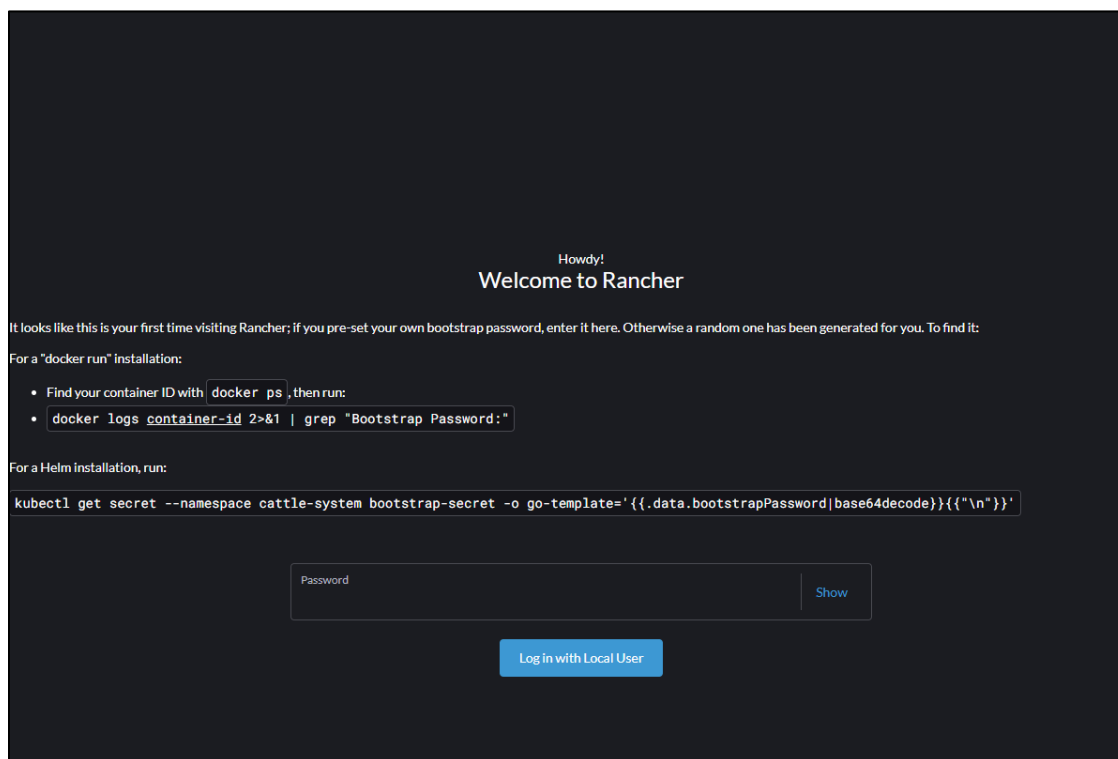 Howdy!
Welcome to Rancher
It looks like this is your first time visiting Rancher; if you pre-set your own bootstrap password, enter it here. Otherwise a random one has been generated for you. To find it:
For a "docker run" installation:
• Find your container ID with docker ps, then run:
• docker logs container-id 2>&1 | grep "Bootstrap Password:"
For a Helm installation, run:
kubectl get secret --namespace cattle-system bootstrap-secret -o go-template='{{.data.bootstrapPassword|base64decode}}{{"\n"}}'
Password
Show
Log in with Local User